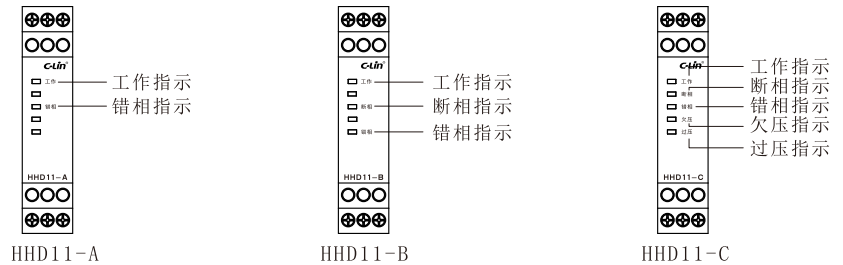 C-Lin®
工作
错相
工作指示
错相指示
HHD11-A
HHD11-A
C-Lin®
工作
断相
错相
工作指示
断相指示
错相指示
HHD11-B
HHD11-B
C-Lin®
工作
断相
错相
欠压
过压
工作指示
断相指示
错相指示
欠压指示
过压指示
HHD11-C
HHD11-C